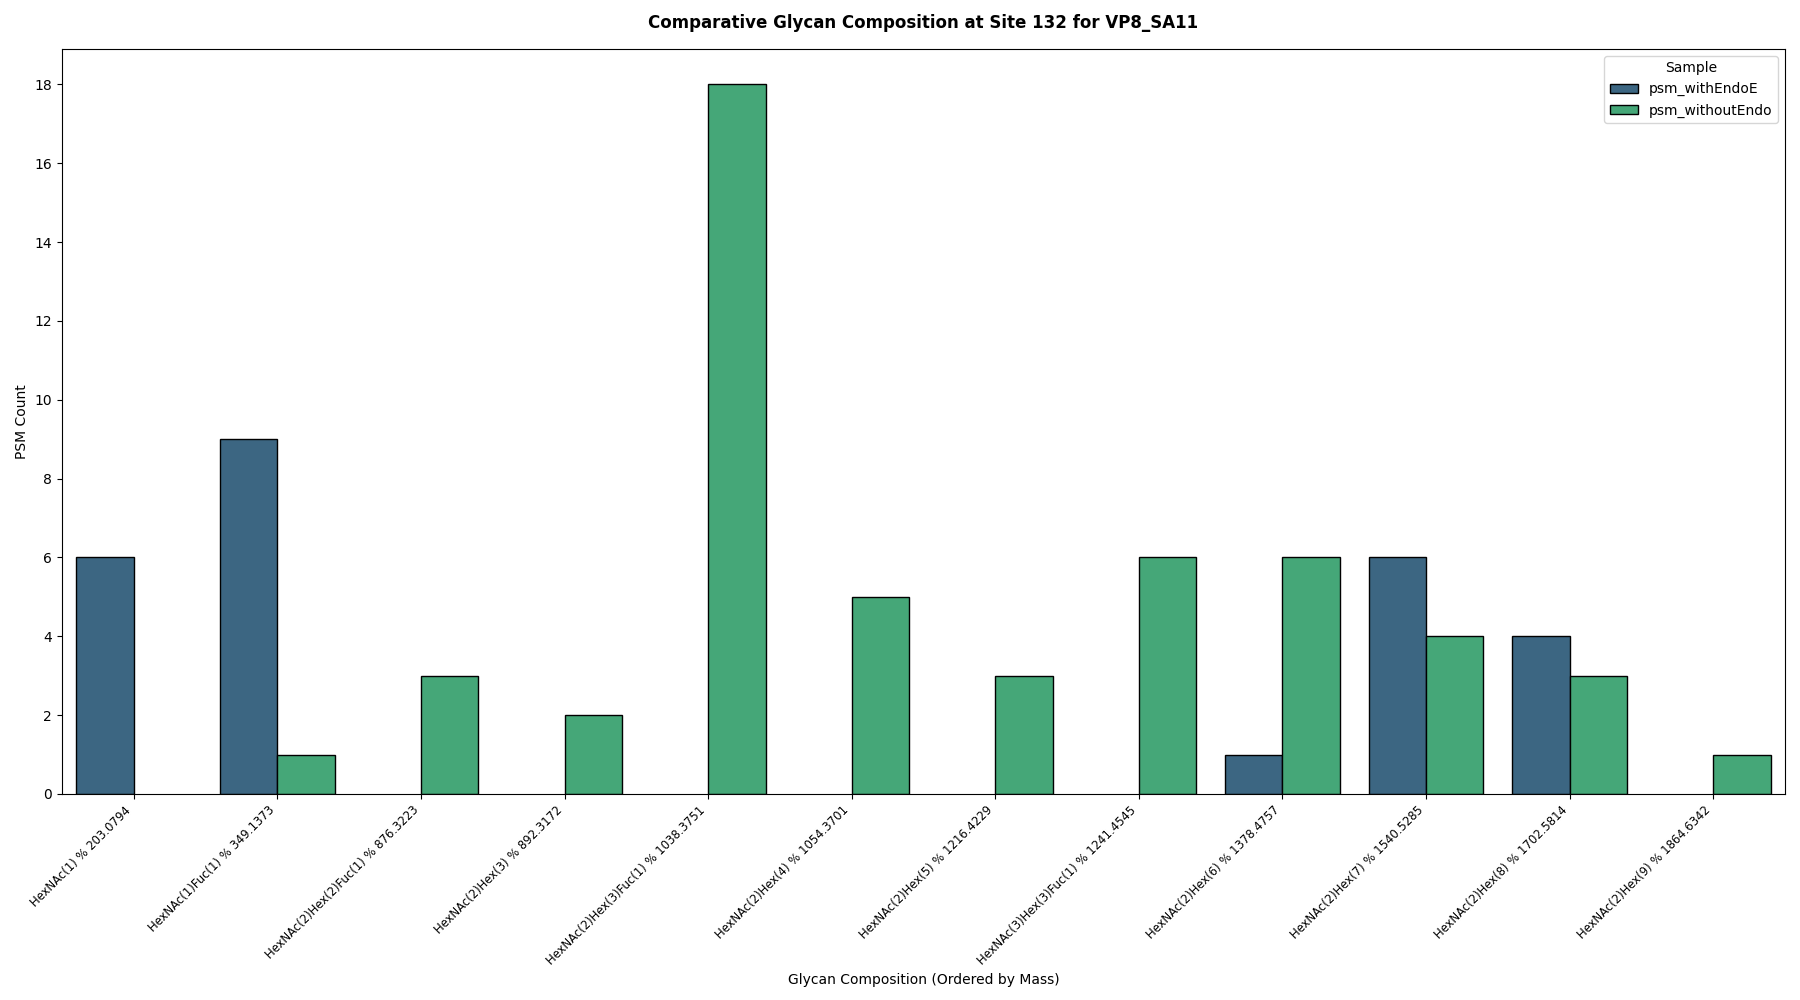 Comparative Glycan Composition at Site 132 for VP8_SA11
Sample
psm_withEndoE
psm_withoutEndo
PSM Count
18
16
14
12
10
8
6
4
2
0
HexNAc(1) % 203.0794
HexNAc(1)Fuc(1) % 349.1373
HexNAc(2)Hex(2)Fuc(1) % 876.3223
HexNAc(2)Hex(3) % 892.3172
HexNAc(2)Hex(3)Fuc(1) % 1038.3751
HexNAc(2)Hex(4) % 1054.3701
HexNAc(2)Hex(5) % 1216.4229
HexNAc(3)Hex(3)Fuc(1) % 1241.4545
HexNAc(2)Hex(6) % 1378.4757
HexNAc(2)Hex(7) % 1540.5285
HexNAc(2)Hex(8) % 1702.5814
HexNAc(2)Hex(9) % 1864.6342
Glycan Composition (Ordered by Mass)